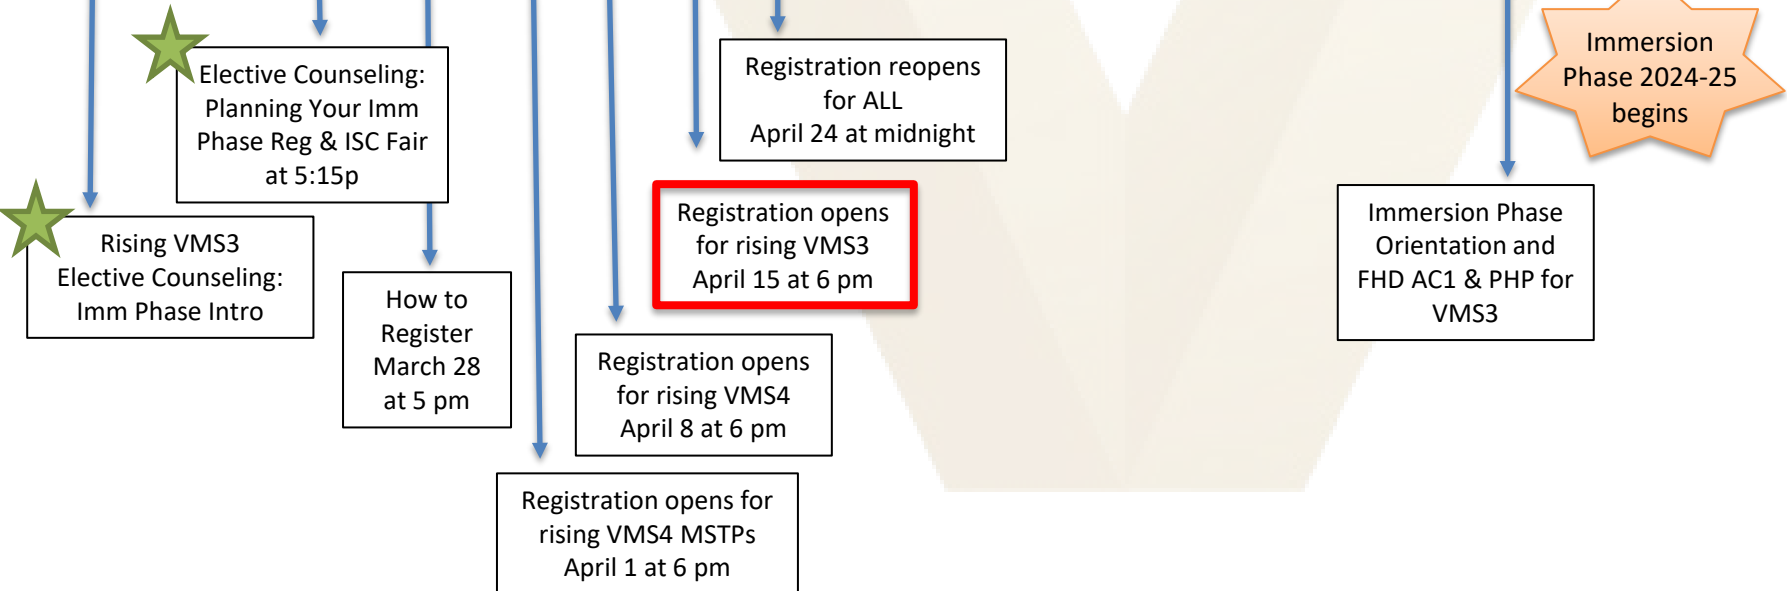 Elective Counseling:
Planning Your Imm
Phase Reg & ISC Fair
at 5:15p
Registration reopens
for ALL
April 24 at midnight
Immersion
Phase 2024-25
begins
Rising VMS3
Elective Counseling:
Imm Phase Intro
How to
Register
March 28
at 5 pm
Registration opens
for rising VMS3
April 15 at 6 pm
Immersion Phase
Orientation and
FHD AC1 & PHP for
VMS3
Registration opens
for rising VMS4
April 8 at 6 pm
Registration opens for
rising VMS4 MSTPs
April 1 at 6 pm